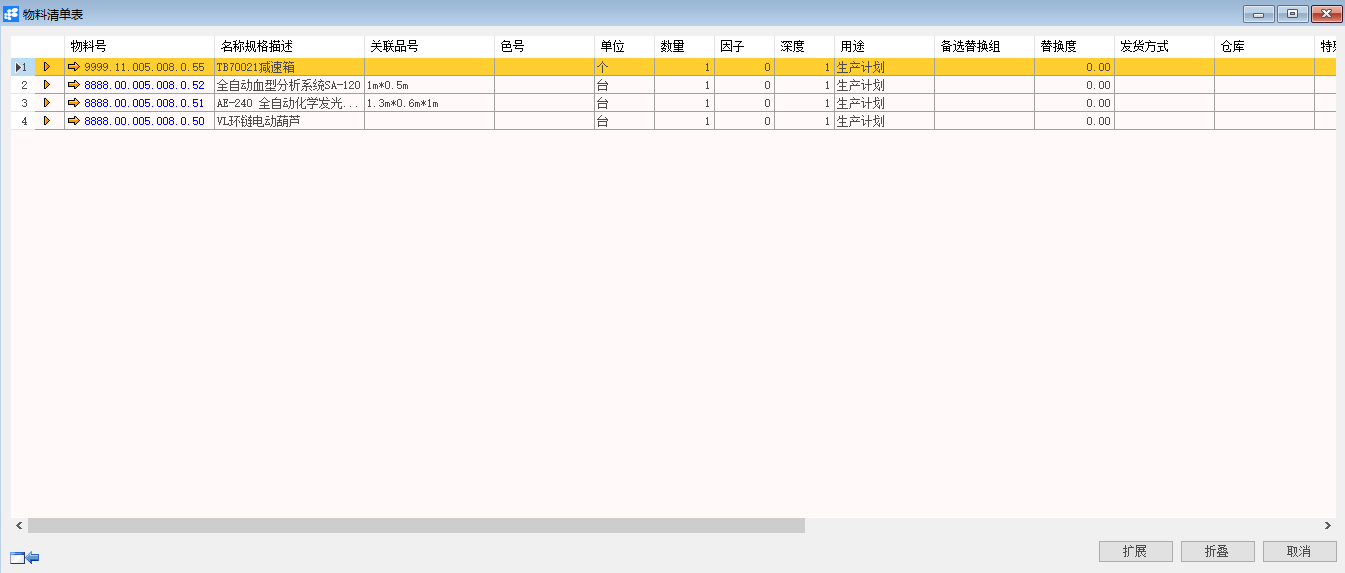 物料清单表
物料号 名称规格描述 关联品号 色号 单位 数量 因子 深度 用途 备选替换组 替换度 发货方式 仓库
1 9999.11.005.008.0.55 TB70021减速箱 个 1 0 1 生产计划 0.00
2 8888.00.005.008.0.52 全自动血型分析系统SA-120 1m*0.5m 台 1 0 1 生产计划 0.00
3 8888.00.005.008.0.51 AE-240 全自动化学发光... 1.3m*0.6m*1m 台 1 0 1 生产计划 0.00
4 8888.00.005.008.0.50 VL环链电动葫芦 台 1 0 1 生产计划 0.00
扩展 折叠 取消